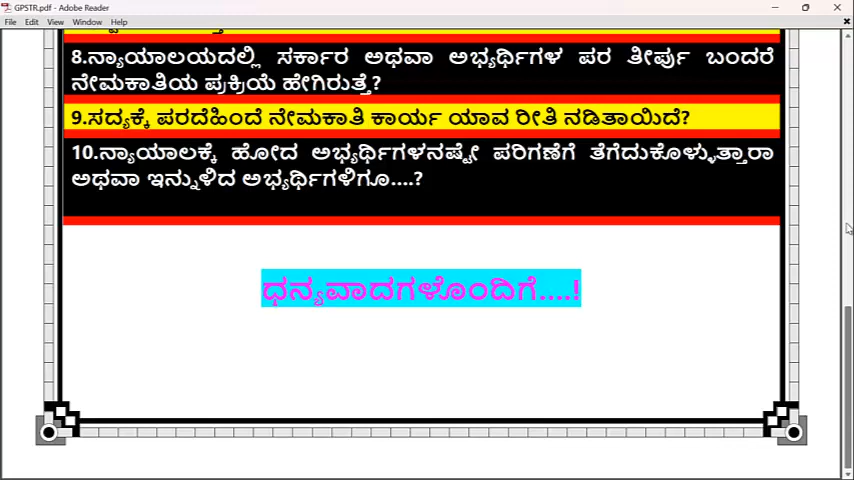 GPSTR.pdf - Adobe Reader
File Edit View Window Help
8.ನ್ಯಾಯಾಲಯದಲ್ಲಿ ಸರ್ಕಾರ ಅಥವಾ ಅಭ್ಯರ್ಥಿಗಳ ಪರ ತೀರ್ಪು ಬಂದರೆ
ನೇಮಕಾತಿಯ ಪ್ರಕ್ರಿಯೆ ಹೇಗಿರುತ್ತೆ?
9.ಸದ್ಯಕ್ಕೆ ಪರದೆಹಿಂದೆ ನೇಮಕಾತಿ ಕಾರ್ಯ ಯಾವ ರೀತಿ ನಡಿತಾಯಿದೆ?
10.ನ್ಯಾಯಾಲಕ್ಕೆ ಹೋದ ಅಭ್ಯರ್ಥಿಗಳನಷ್ಟೇ ಪರಿಗಣೆಗೆ ತೆಗೆದುಕೊಳ್ಳುತ್ತಾರಾ
ಅಥವಾ ಇನ್ನುಳಿದ ಅಭ್ಯರ್ಥಿಗಳಿಗೂ....?
ಧನ್ಯವಾದಗಳೊಂದಿಗೆ....!